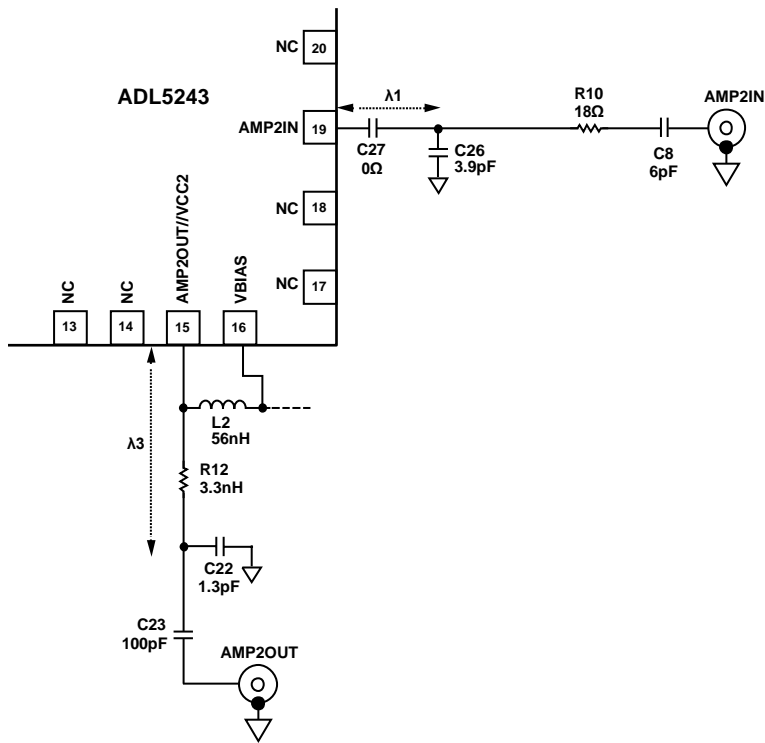 NC
20
ADL5243
λ1
R10
18Ω
AMP2IN
AMP2IN
19
C27
0Ω
C26
3.9pF
C8
6pF
NC
18
AMP2OUT//VCC2
VBIAS
NC
NC
NC
17
13
14
15
16
L2
56nH
λ3
R12
3.3nH
C22
1.3pF
C23
100pF
AMP2OUT